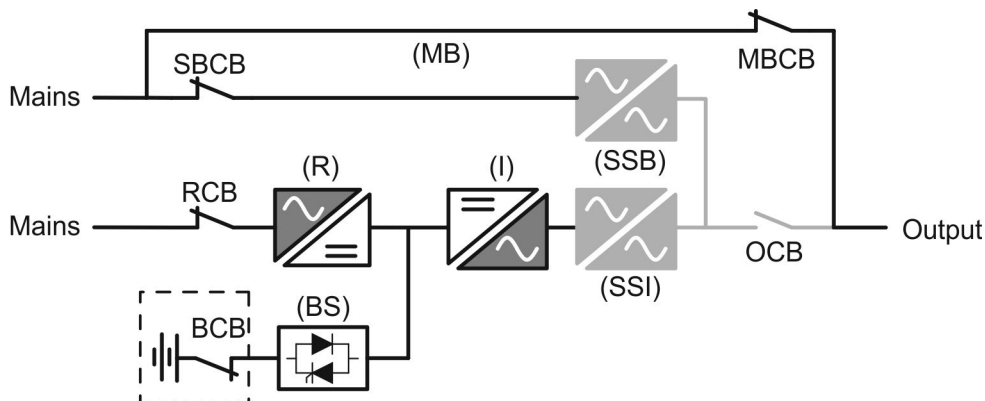 (MB)
MBCB
SBCB
Mains
(SSB)
(R)
(I)
RCB
Mains
Output
OCB
(SSI)
(BS)
BCB